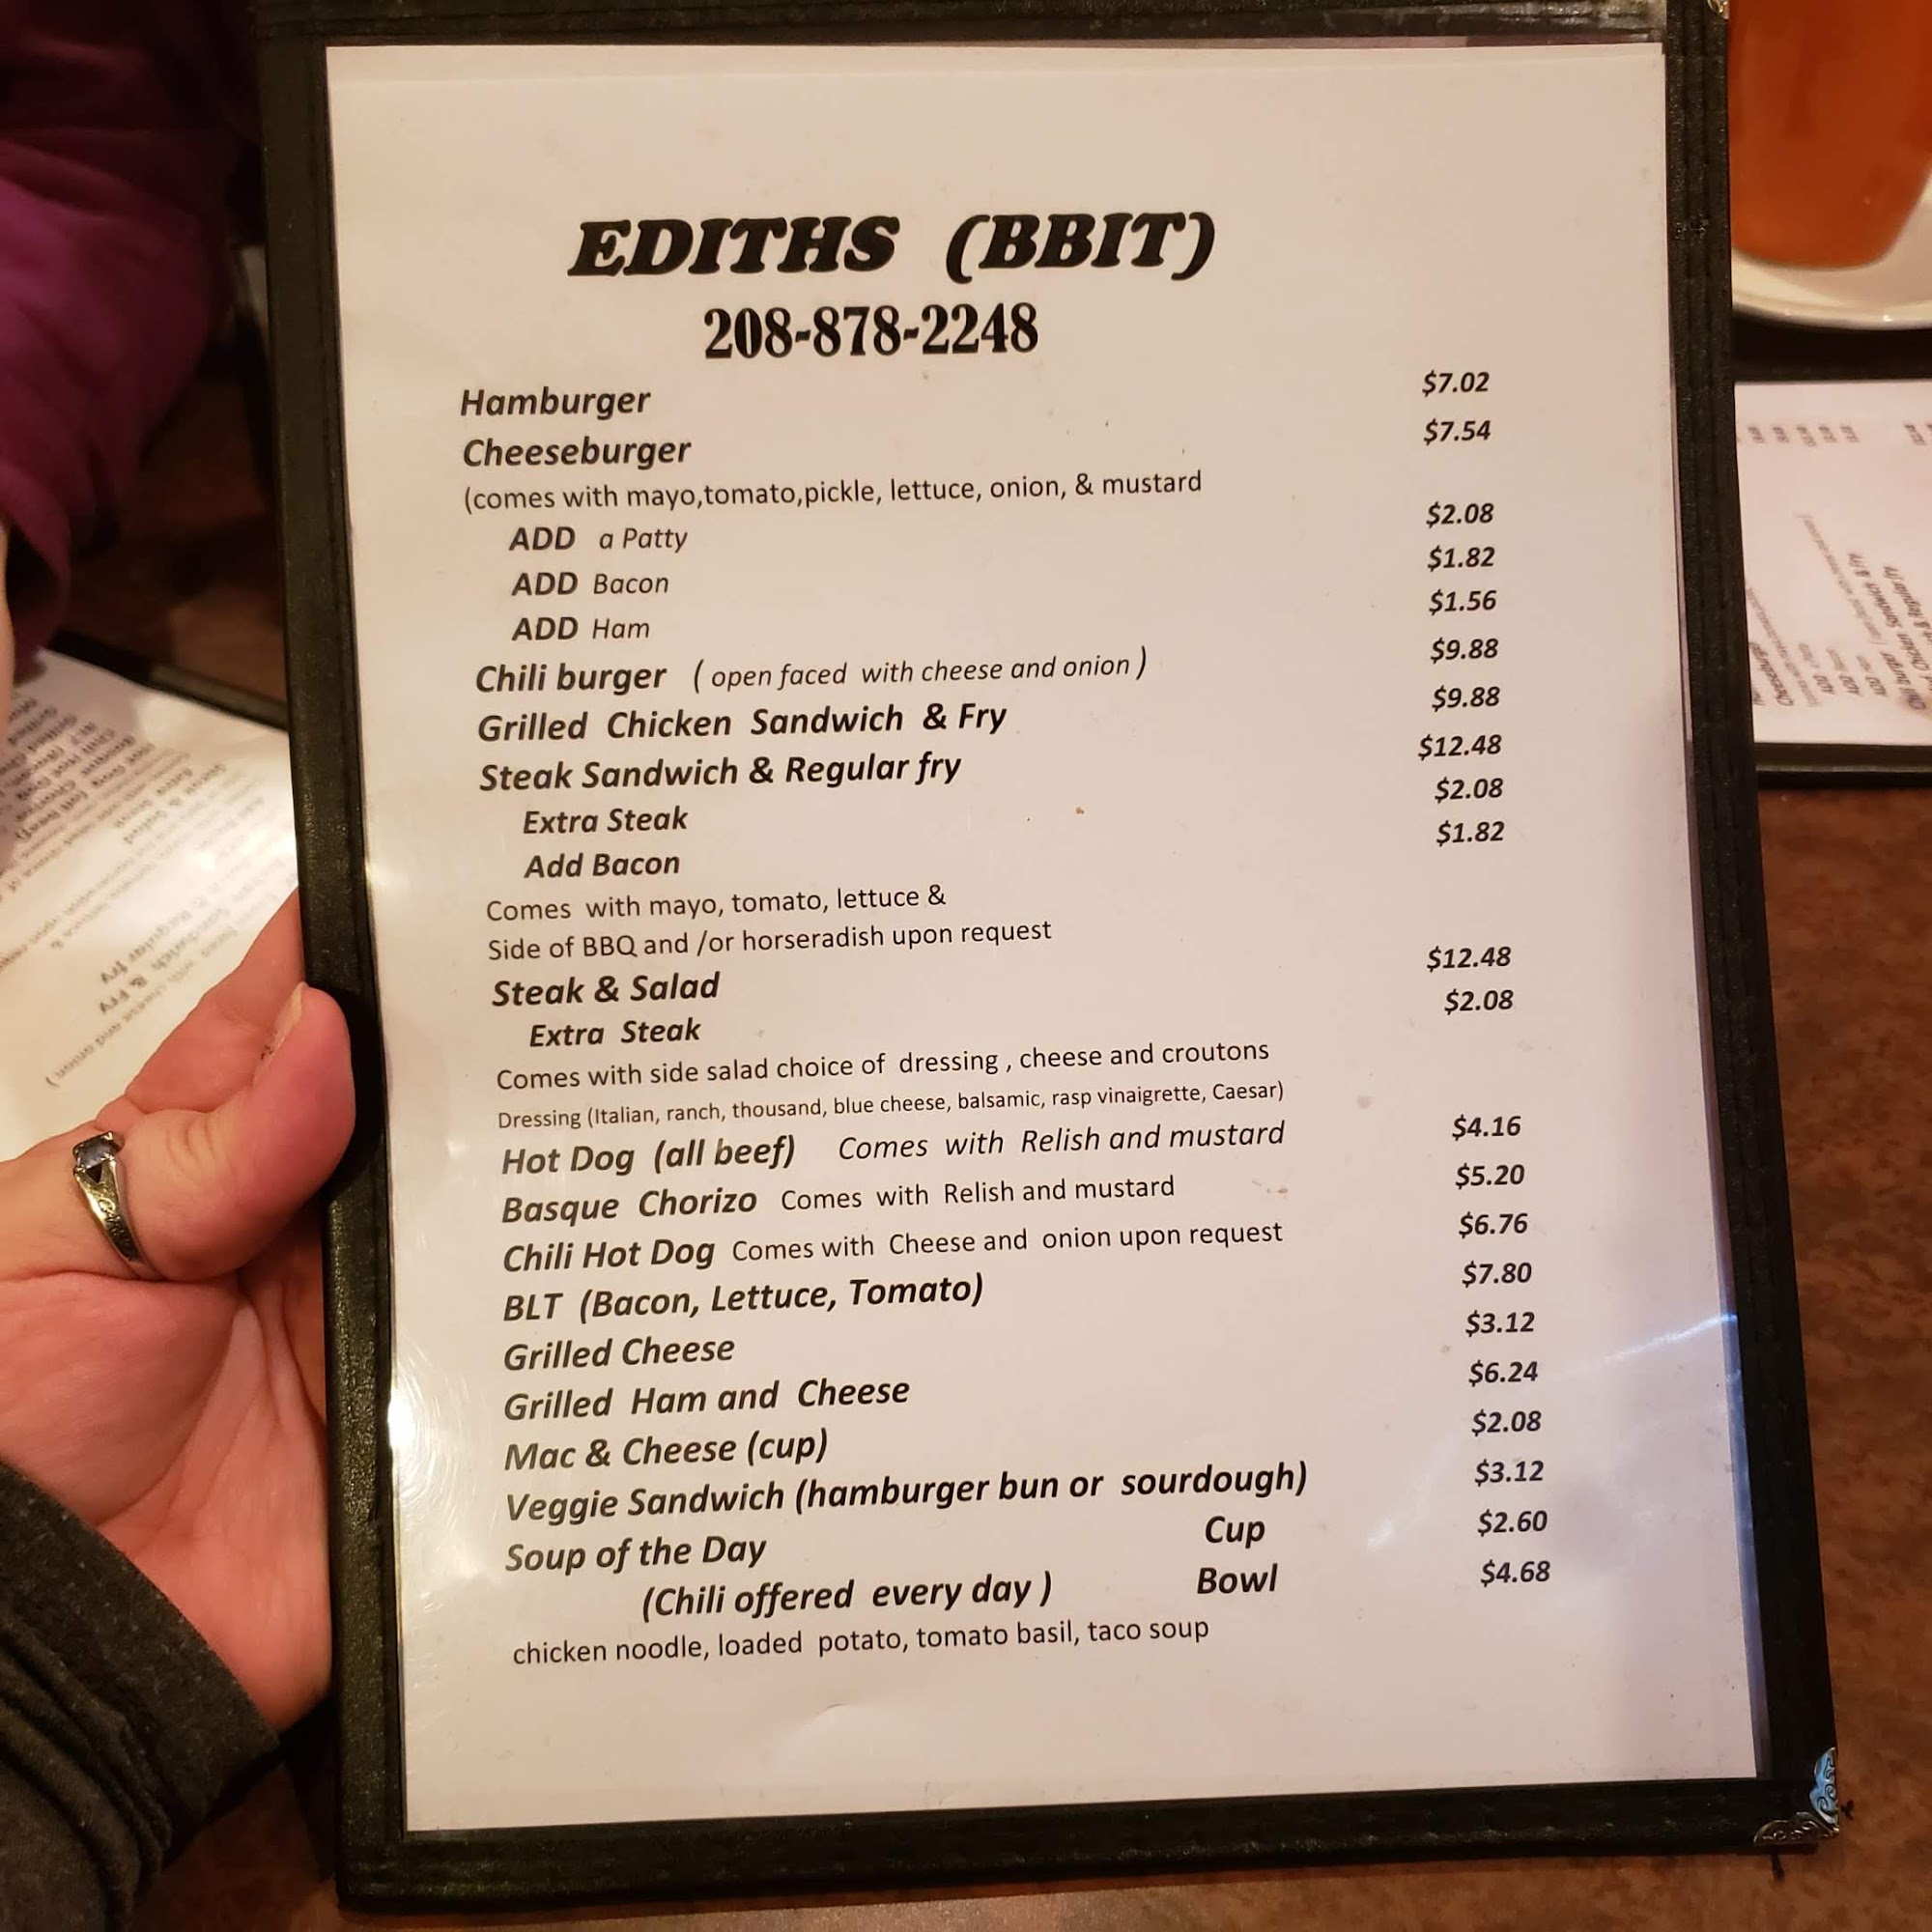 EDITHS (BBIT)
208-878-2248
Hamburger $7.02
Cheeseburger $7.54
(comes with mayo,tomato,pickle, lettuce, onion, & mustard
ADD a Patty $2.08
ADD Bacon $1.82
ADD Ham $1.56
Chili burger ( open faced with cheese and onion ) $9.88
Grilled Chicken Sandwich & Fry $9.88
Steak Sandwich & Regular fry $12.48
Extra Steak $2.08
Add Bacon $1.82
Comes with mayo, tomato, lettuce &
Side of BBQ and /or horseradish upon request
Steak & Salad $12.48
Extra Steak $2.08
Comes with side salad choice of dressing , cheese and croutons
Dressing (Italian, ranch, thousand, blue cheese, balsamic, rasp vinaigrette, Caesar)
Hot Dog (all beef) Comes with Relish and mustard $4.16
Basque Chorizo Comes with Relish and mustard $5.20
Chili Hot Dog Comes with Cheese and onion upon request $6.76
BLT (Bacon, Lettuce, Tomato) $7.80
Grilled Cheese $3.12
Grilled Ham and Cheese $6.24
Mac & Cheese (cup) $2.08
Veggie Sandwich (hamburger bun or sourdough) $3.12
Soup of the Day Cup $2.60
(Chili offered every day ) Bowl $4.68
chicken noodle, loaded potato, tomato basil, taco soup